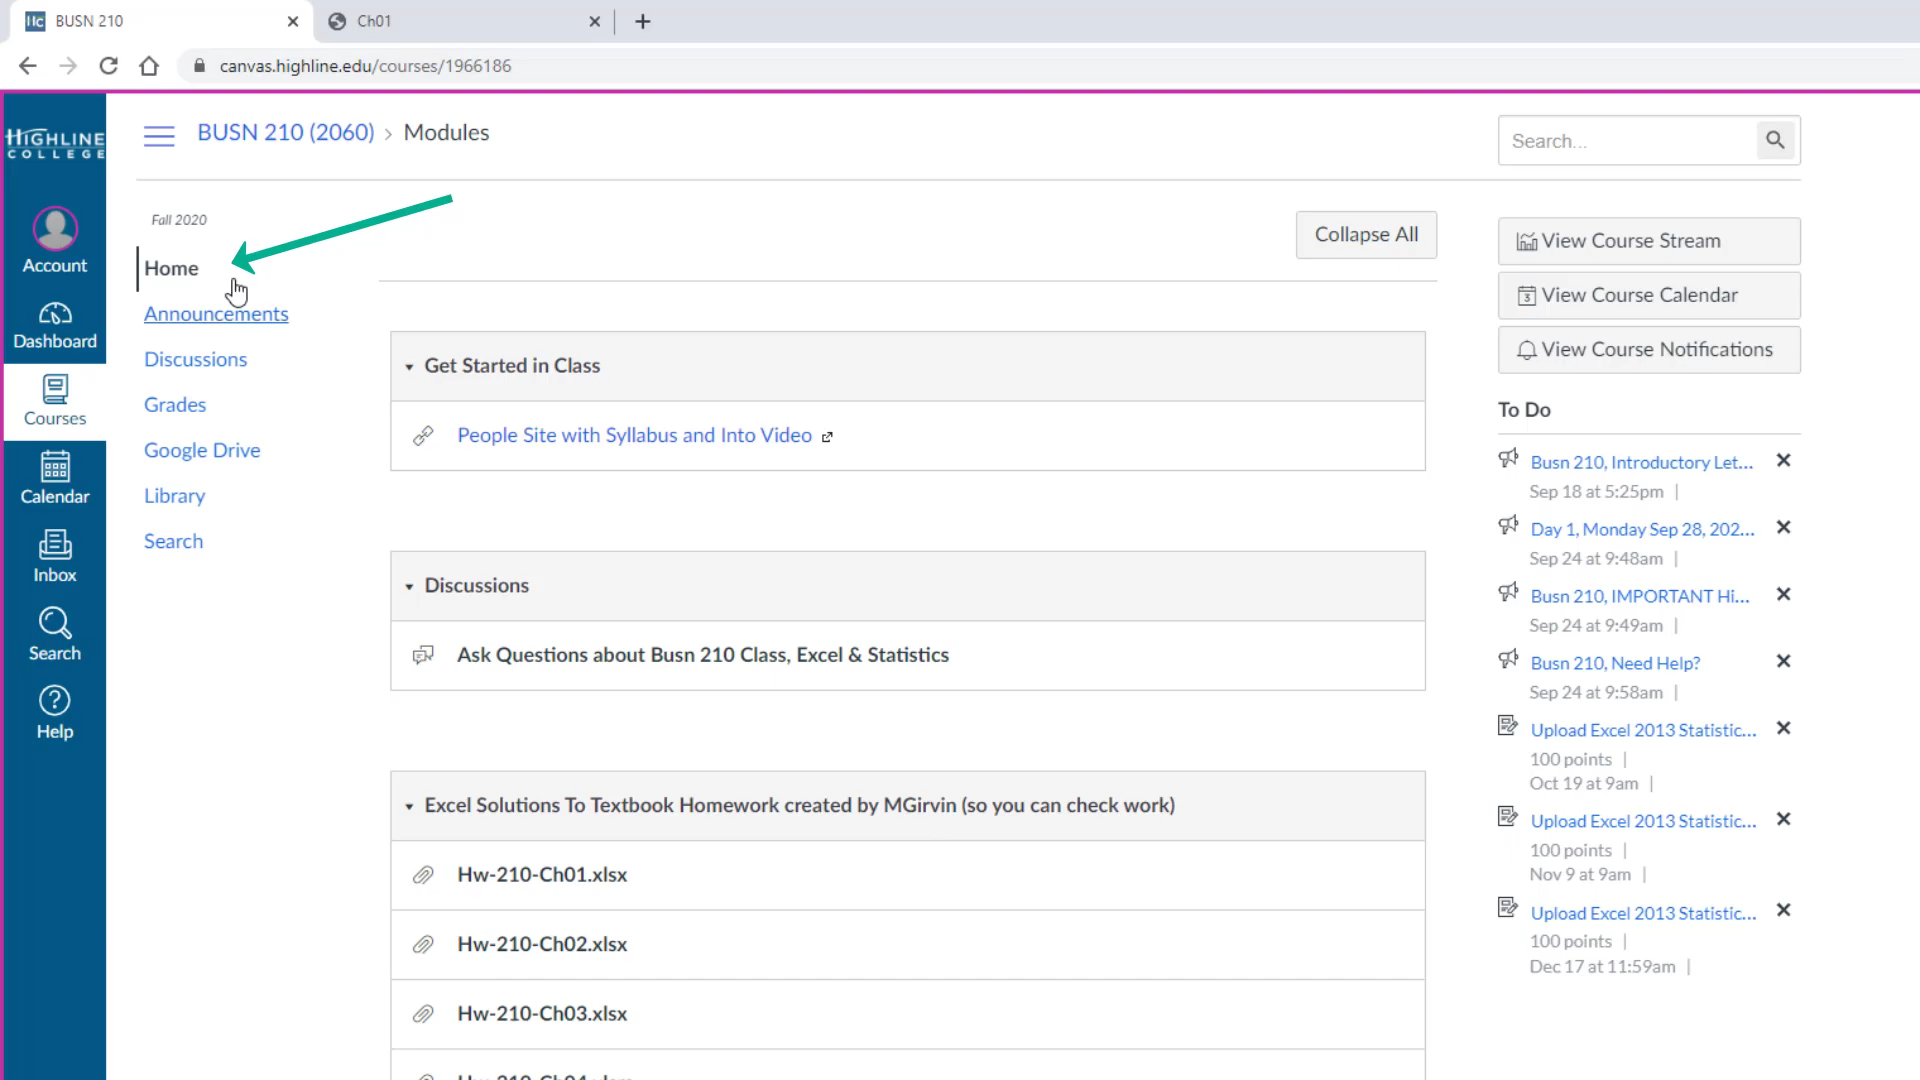 Hc BUSN 210
Ch01
canvas.highline.edu/courses/1966186
HIGHLINE
COLLEGE
Account
Dashboard
Courses
Calendar
Inbox
Search
Help
BUSN 210 (2060) > Modules
Search...
Fall 2020
Home
Announcements
Discussions
Grades
Google Drive
Library
Search
Collapse All
Get Started in Class
People Site with Syllabus and Into Video
Discussions
Ask Questions about Busn 210 Class, Excel & Statistics
Excel Solutions To Textbook Homework created by MGirvin (so you can check work)
Hw-210-Ch01.xlsx
Hw-210-Ch02.xlsx
Hw-210-Ch03.xlsx
View Course Stream
3 View Course Calendar
View Course Notifications
To Do
Busn 210, Introductory Let...
Sep 18 at 5:25pm |
Day 1, Monday Sep 28, 202...
Sep 24 at 9:48am |
Busn 210, IMPORTANT Hi...
Sep 24 at 9:49am |
Busn 210, Need Help?
Sep 24 at 9:58am |
Upload Excel 2013 Statistic...
100 points |
Oct 19 at 9am |
Upload Excel 2013 Statistic...
100 points |
Nov 9 at 9am |
Upload Excel 2013 Statistic...
100 points |
Dec 17 at 11:59am |